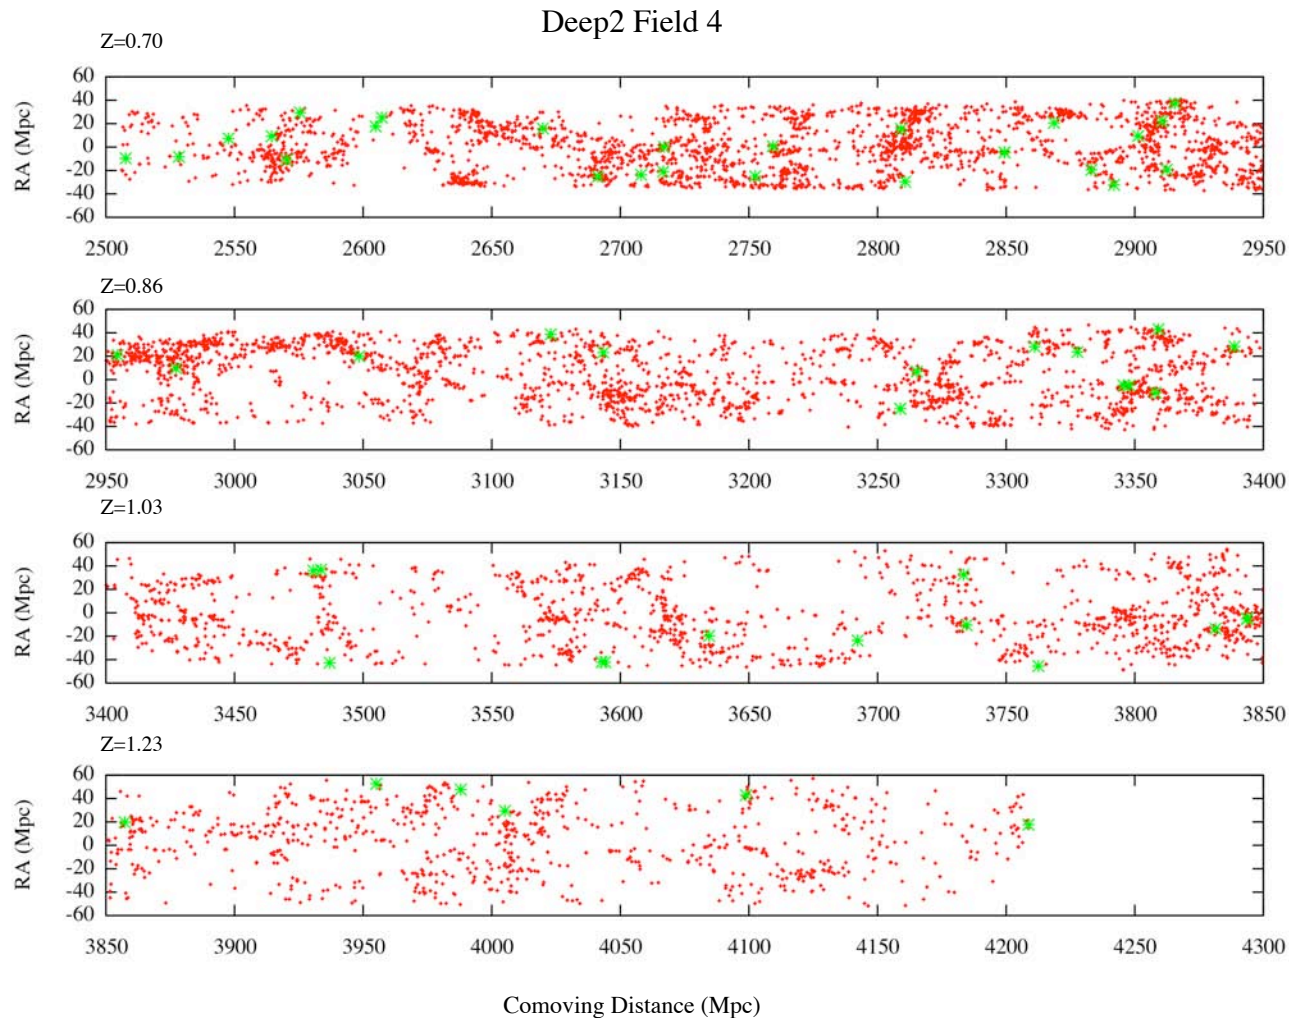 Deep2 Field 4
Z=0.70
60
40
20
0
-20
-40
-60
RA (Mpc)
2500 2550 2600 2650 2700 2750 2800 2850 2900 2950
Z=0.86
60
40
20
0
-20
-40
-60
RA (Mpc)
2950 3000 3050 3100 3150 3200 3250 3300 3350 3400
Z=1.03
60
40
20
0
-20
-40
-60
RA (Mpc)
3400 3450 3500 3550 3600 3650 3700 3750 3800 3850
Z=1.23
60
40
20
0
-20
-40
-60
RA (Mpc)
3850 3900 3950 4000 4050 4100 4150 4200 4250 4300
Comoving Distance (Mpc)